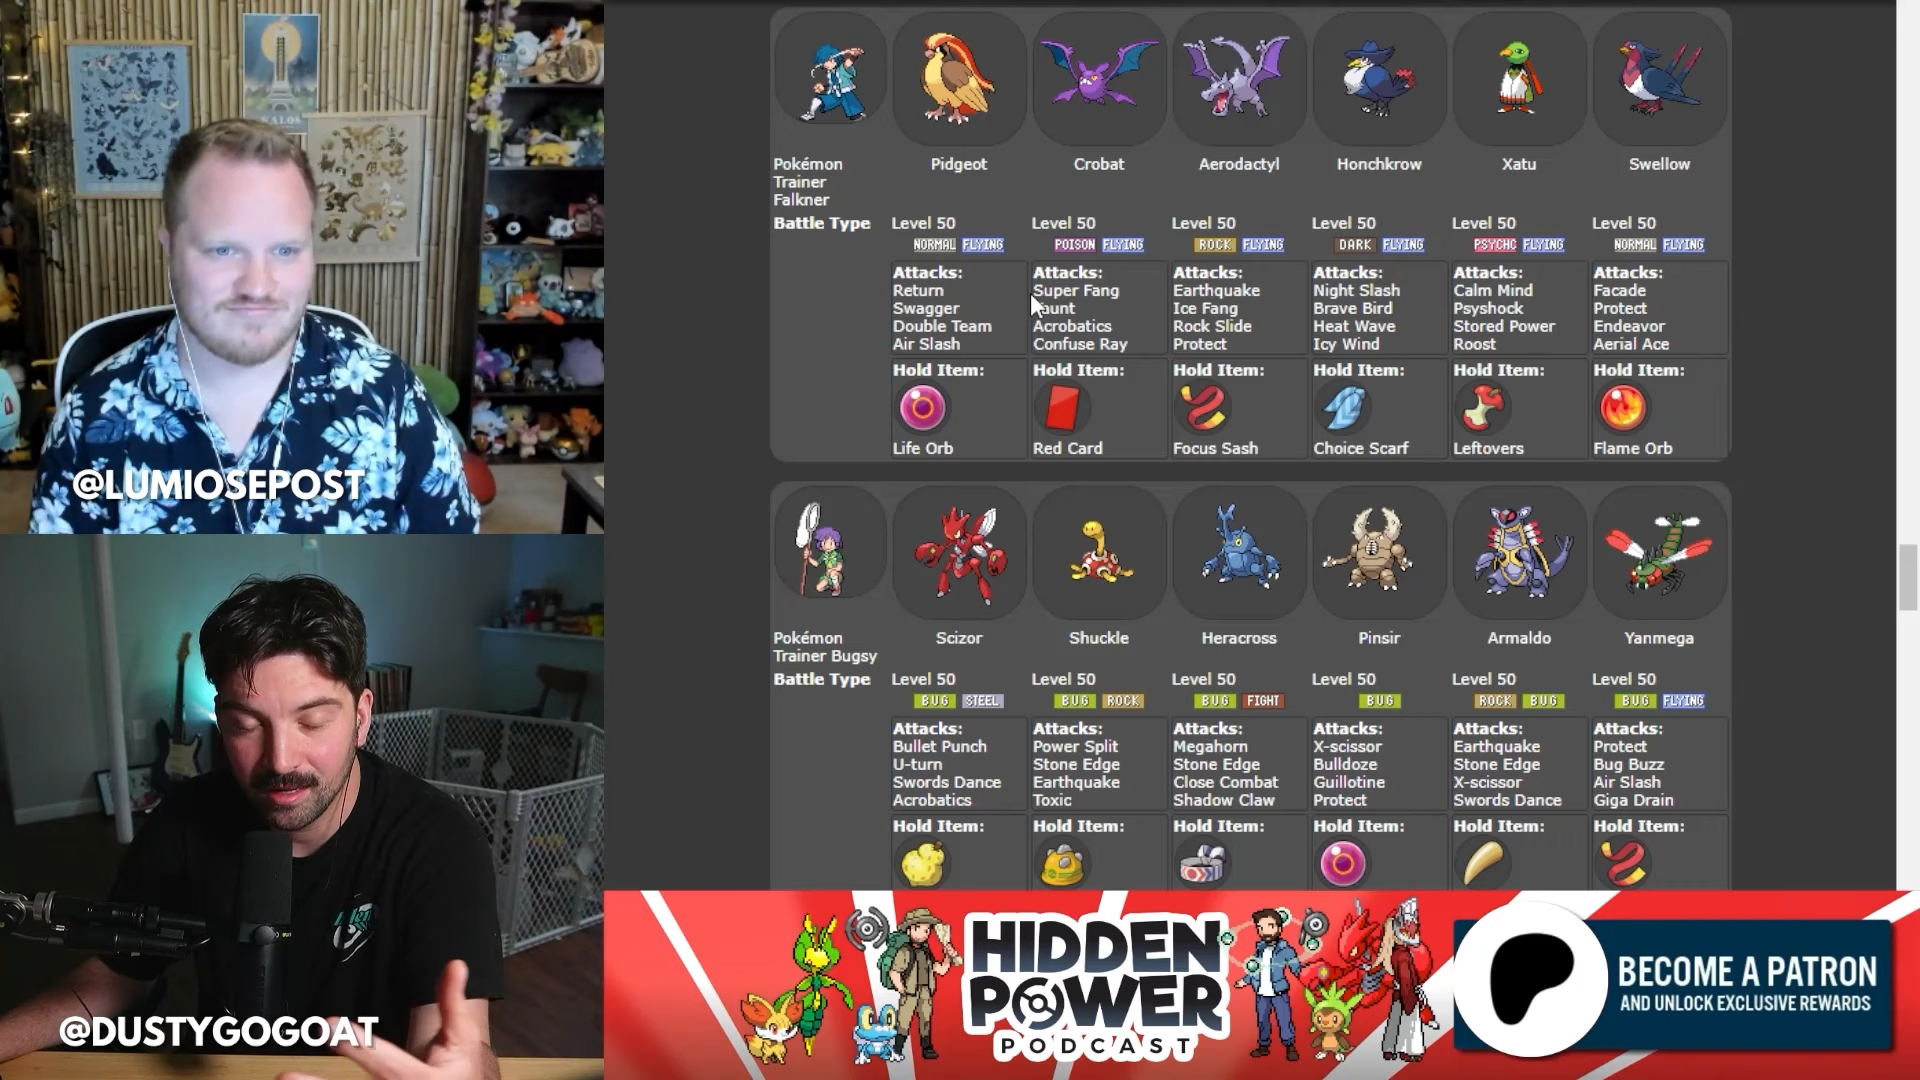 KALOS
@LUMIOSEPOST
@DUSTYGOGOAT
Pokémon
Trainer
Falkner
Pidgeot
Crobat
Aerodactyl
Honchkrow
Xatu
Swellow
Battle Type
Level 50
Level 50
Level 50
Level 50
Level 50
Level 50
NORMAL FLYING
POISON FLYING
ROCK FLYING
DARK FLYING
PSYCHC FLYING
NORMAL FLYING
Attacks:
Return
Swagger
Double Team
Air Slash
Attacks:
Super Fang
aunt
Acrobatics
Confuse Ray
Attacks:
Earthquake
Ice Fang
Rock Slide
Protect
Attacks:
Night Slash
Brave Bird
Heat Wave
Icy Wind
Attacks:
Calm Mind
Psyshock
Stored Power
Roost
Attacks:
Facade
Protect
Endeavor
Aerial Ace
Hold Item:
Life Orb
Hold Item:
Red Card
Hold Item:
Focus Sash
Hold Item:
Choice Scarf
Hold Item:
Leftovers
Hold Item:
Flame Orb
Pokémon
Trainer Bugsy
Scizor
Shuckle
Heracross
Pinsir
Armaldo
Yanmega
Battle Type
Level 50
Level 50
Level 50
Level 50
Level 50
Level 50
BUG STEEL
BUG ROCK
BUG FIGHT
BUG
ROCK BUG
BUG FLYING
Attacks:
Bullet Punch
U-turn
Swords Dance
Acrobatics
Attacks:
Power Split
Stone Edge
Earthquake
Toxic
Attacks:
Megahorn
Stone Edge
Close Combat
Shadow Claw
Attacks:
X-scissor
Bulldoze
Guillotine
Protect
Attacks:
Earthquake
Stone Edge
X-scissor
Swords Dance
Attacks:
Protect
Bug Buzz
Air Slash
Giga Drain
Hold Item:
Hold Item:
Hold Item:
Hold Item:
Hold Item:
Hold Item:
HIDDEN
POWER
PODCAST
BECOME A PATRON
AND UNLOCK EXCLUSIVE REWARDS